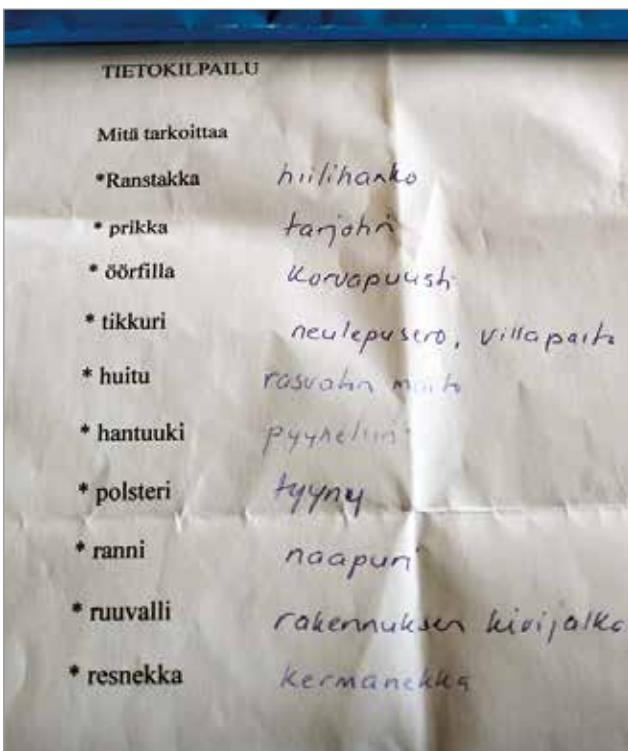 TIETOKILPAILU
Mitä tarkoittaa
*Ranstakka hiilihanko
* prikka tarjotin
* öörfilla korvapuusti
* tikkuri neulepusero, villapaita
* huitu rasvatin maito
* hantuuki pyyheliina
* polsteri tyyny
* ranni naapuri
* ruuvalli rakennuksen kivijalka
* resnekka kermanekka